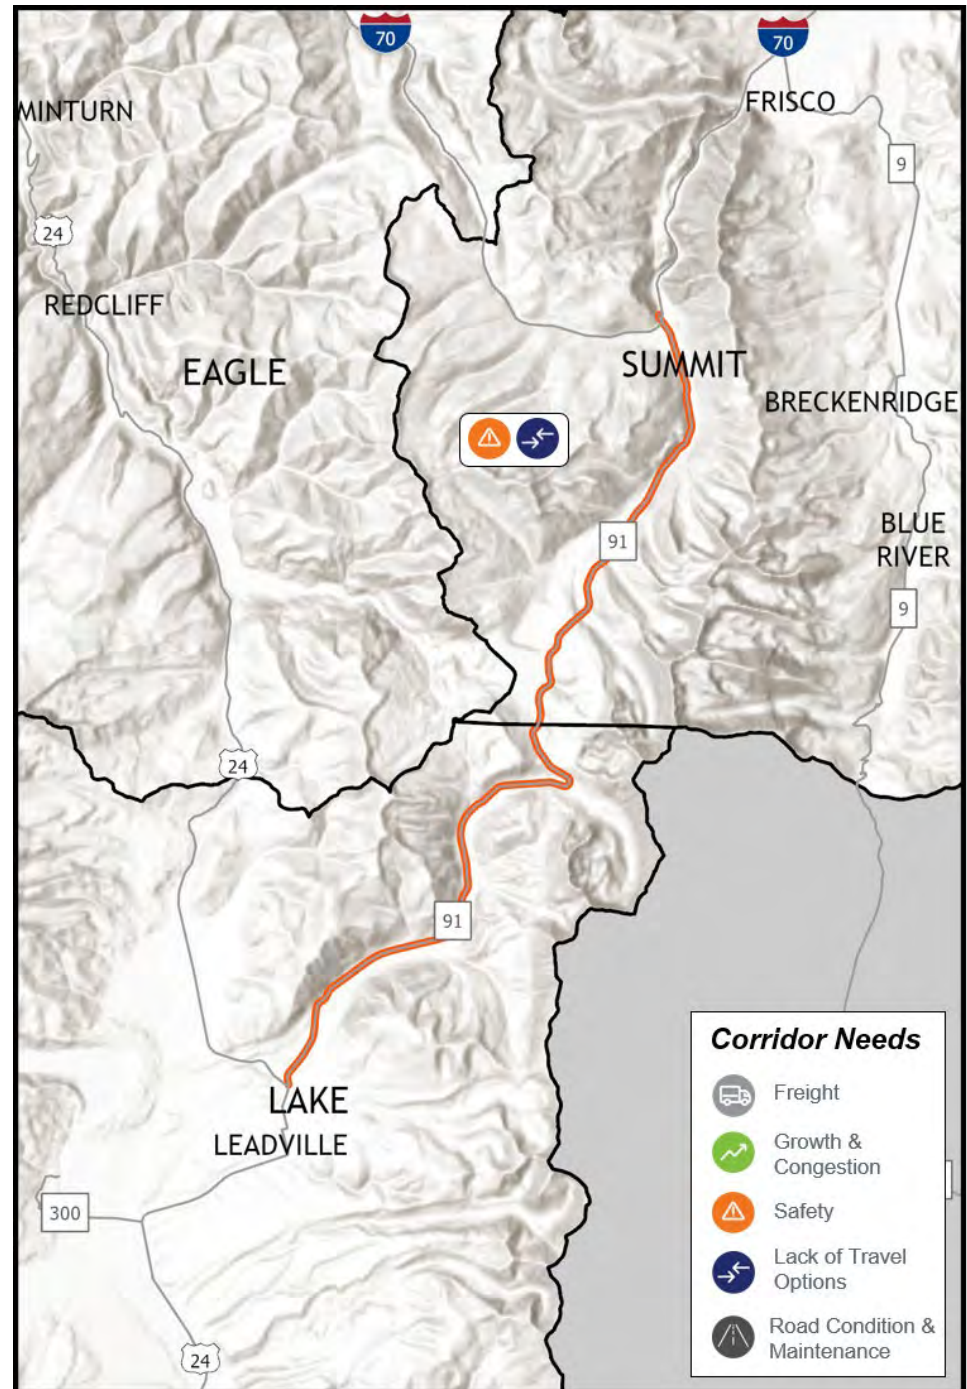 70
70
MINTURN
FRISCO
9
24
REDCLIFF
EAGLE
SUMMIT
BRECKENRIDGE
91
BLUE
RIVER
9
24
91
LAKE
LEADVILLE
300
24
Corridor Needs
Freight
Growth &
Congestion
Safety
Lack of Travel
Options
Road Condition &
Maintenance